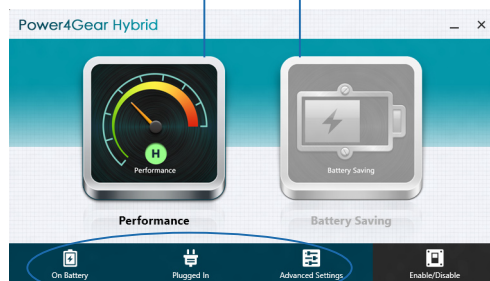 Power4Gear Hybrid
H
Performance
Battery Saving
Performance
Battery Saving
On Battery
Plugged In
Advanced Settings
Enable/Disable